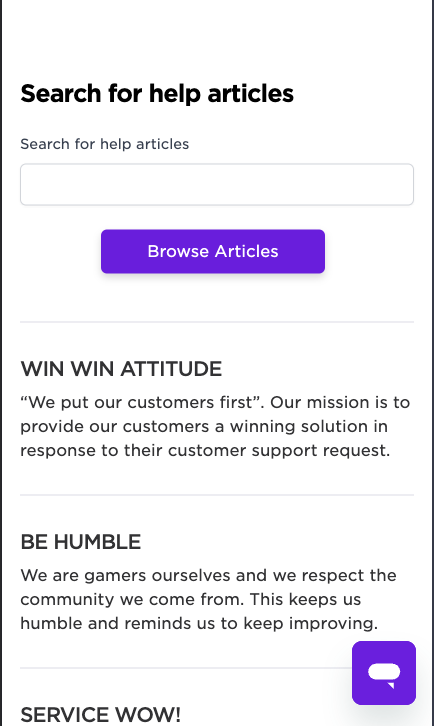 Search for help articles
Search for help articles
Browse Articles
WIN WIN ATTITUDE
“We put our customers first”. Our mission is to
provide our customers a winning solution in
response to their customer support request.
BE HUMBLE
We are gamers ourselves and we respect the
community we come from. This keeps us
humble and reminds us to keep improving.
SERVICE WOW!